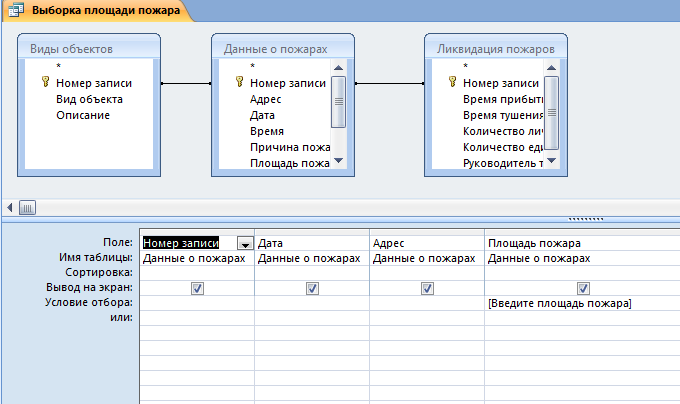 Выборка площади пожара
Виды объектов
*
Номер записи
Вид объекта
Описание
Данные о пожарах
*
Номер записи
Адрес
Дата
Время
Причина пожа
Площадь пожа
Ликвидация пожаров
*
Номер записи
Время прибыти
Время тушения
Количество лич
Количество еди
Руководитель т
Поле: Номер записи Дата Адрес Площадь пожара
Имя таблицы: Данные о пожарах Данные о пожарах Данные о пожарах Данные о пожарах
Сортировка:
Вывод на экран:
Условие отбора: [Введите площадь пожара]
или: